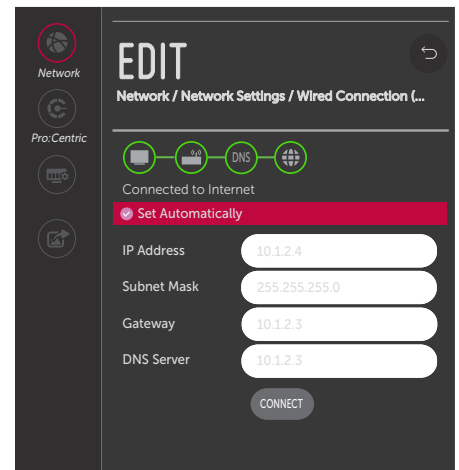 Network
Pro:Centric
EDIT
Network / Network Settings / Wired Connection (...
DNS
Connected to Internet
Set Automatically
IP Address 10.1.2.4
Subnet Mask 255.255.255.0
Gateway 10.1.2.3
DNS Server 10.1.2.3
CONNECT